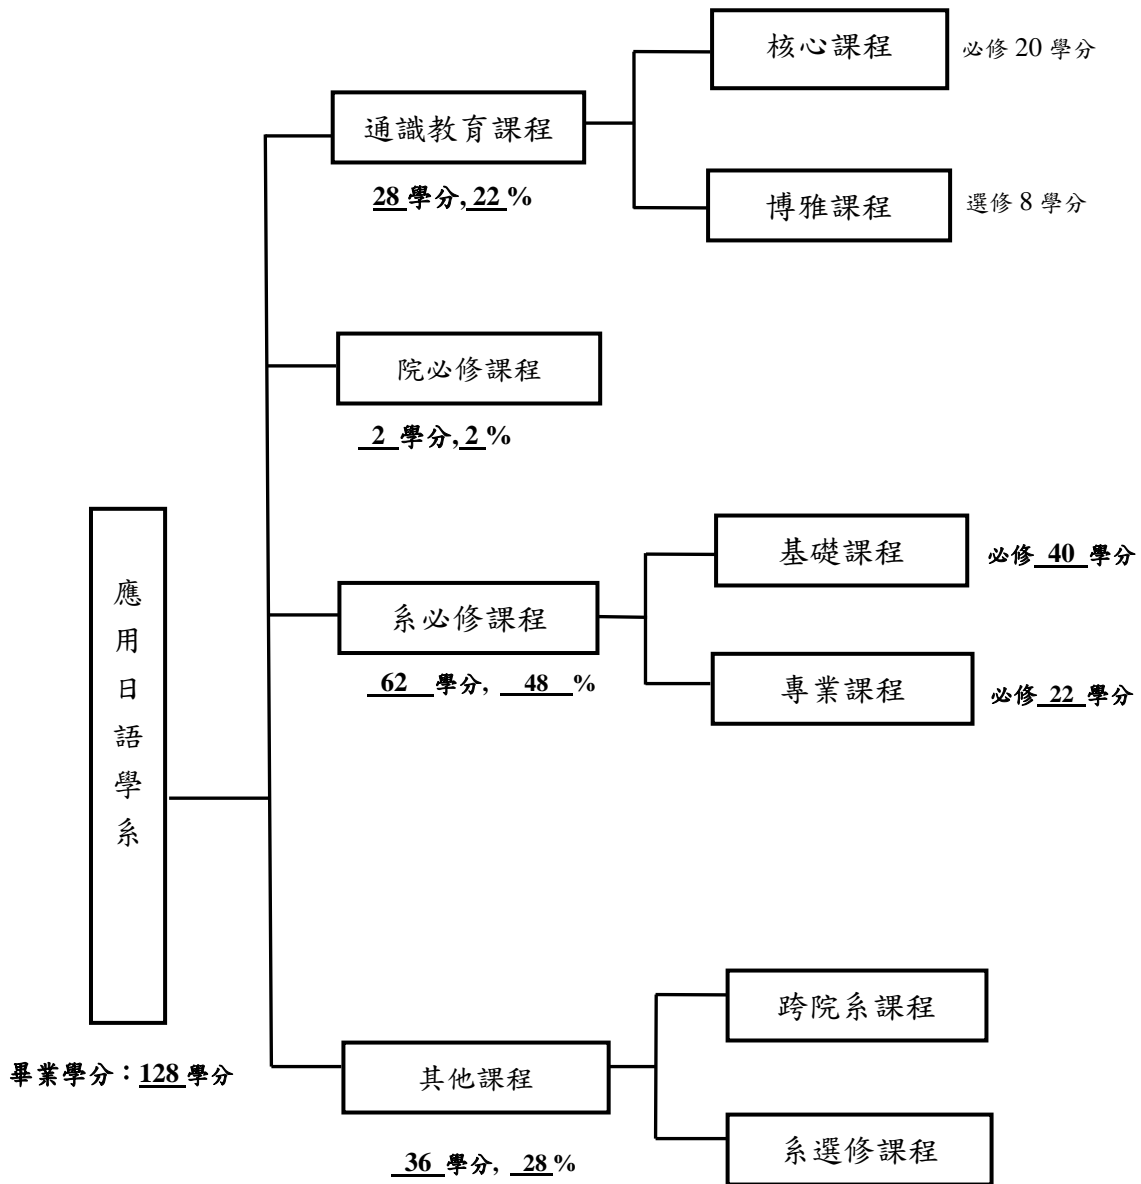 核心課程 必修 20 學分
通識教育課程
28 學分, 22 %
博雅課程 選修 8 學分
院必修課程
2 學分, 2 %
應用日語學系
基礎課程 必修 40 學分
系必修課程
62 學分, 48 %
專業課程 必修 22 學分
跨院系課程
畢業學分：128 學分
其他課程
36 學分, 28 %
系選修課程